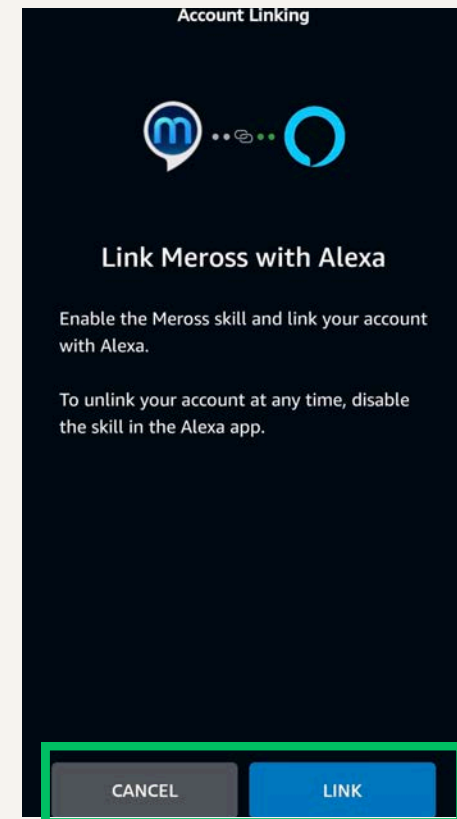 Account Linking
m
Link Meross with Alexa
Enable the Meross skill and link your account
with Alexa.
To unlink your account at any time, disable
the skill in the Alexa app.
CANCEL LINK